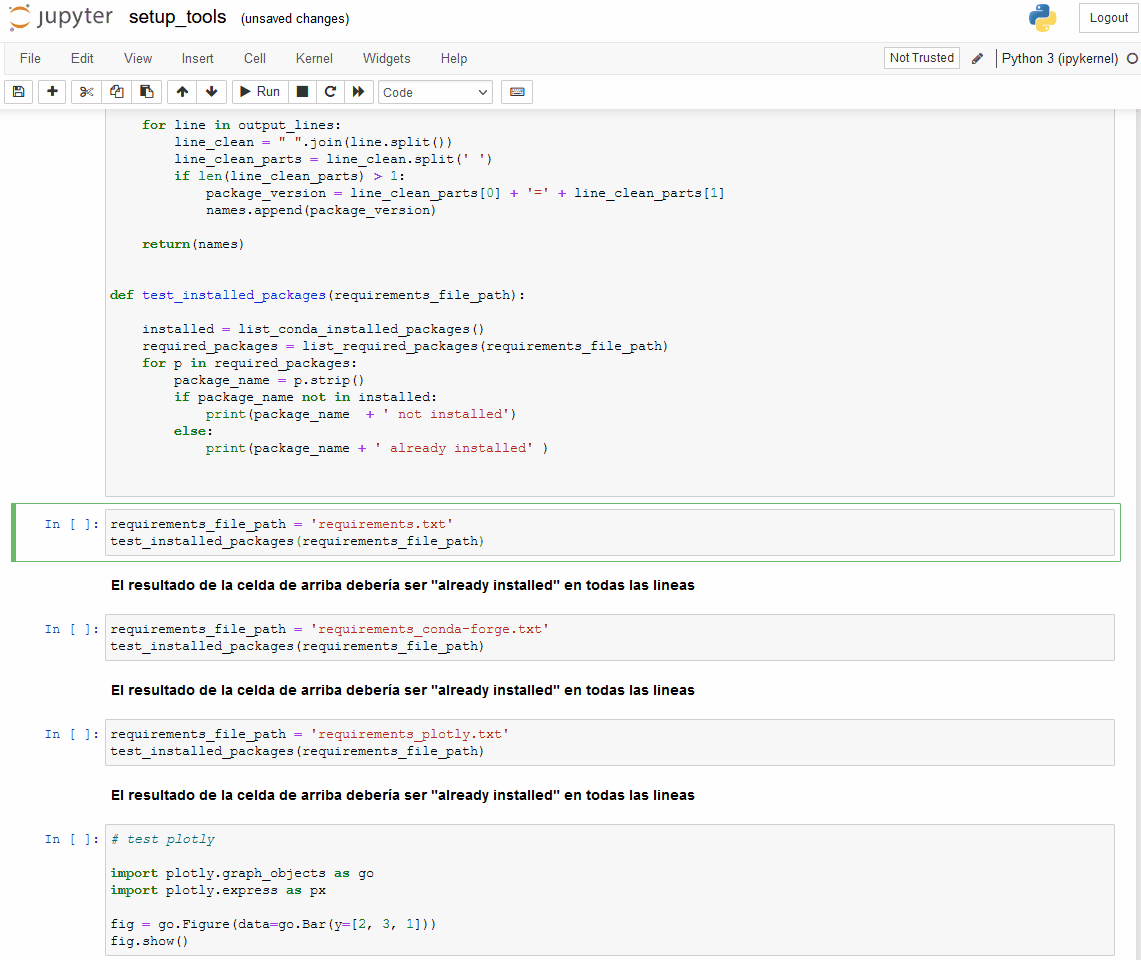 jupyter setup_tools (unsaved changes) Logout
File Edit View Insert Cell Kernel Widgets Help Not Trusted Python 3 (ipykernel)
Run Code
for line in output_lines:
line_clean = " ".join(line.split())
line_clean_parts = line_clean.split(' ')
if len(line_clean_parts) > 1:
package_version = line_clean_parts[0] + '=' + line_clean_parts[1]
names.append(package_version)
return(names)
def test_installed_packages(requirements_file_path):
installed = list_conda_installed_packages()
required_packages = list_required_packages(requirements_file_path)
for p in required_packages:
package_name = p.strip()
if package_name not in installed:
print(package_name  + ' not installed')
else:
print(package_name + ' already installed' )
In [ ]: requirements_file_path = 'requirements.txt'
test_installed_packages(requirements_file_path)
El resultado de la celda de arriba debería ser "already installed" en todas las lineas
In [ ]: requirements_file_path = 'requirements_conda-forge.txt'
test_installed_packages(requirements_file_path)
El resultado de la celda de arriba debería ser "already installed" en todas las lineas
In [ ]: requirements_file_path = 'requirements_plotly.txt'
test_installed_packages(requirements_file_path)
El resultado de la celda de arriba debería ser "already installed" en todas las lineas
In [ ]: # test plotly
import plotly.graph_objects as go
import plotly.express as px
fig = go.Figure(data=go.Bar(y=[2, 3, 1]))
fig.show()